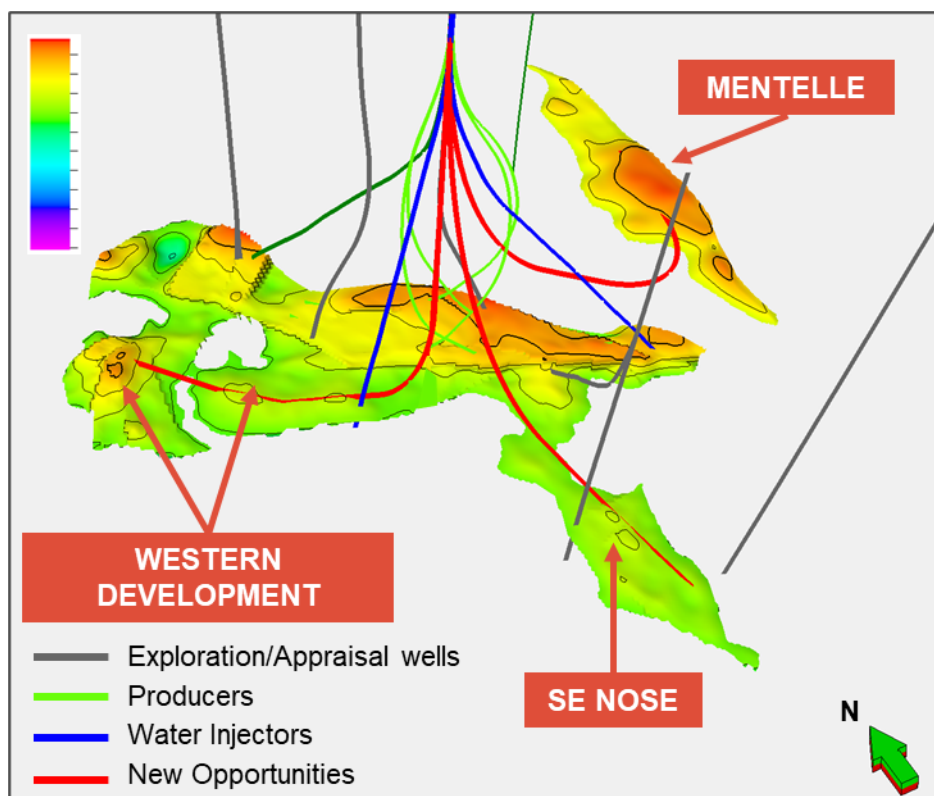 MENTELLE
WESTERN
DEVELOPMENT
SE NOSE
Exploration/Appraisal wells
Producers
Water Injectors
New Opportunities
N